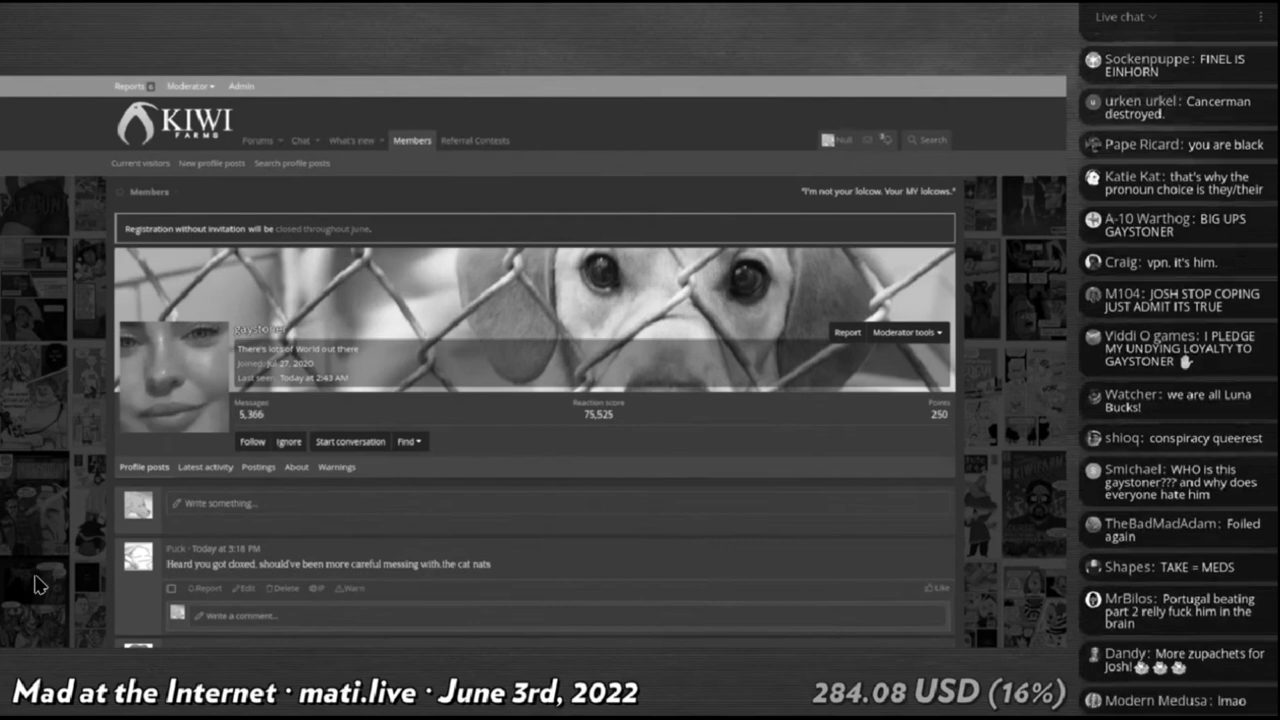 Reports 6 Moderator Admin
KIWI
FARMS
Forums Chat What's new Members Referral Contests
Null Search
Current visitors New profile posts Search profile posts
Members
"I'm not your lolcow. Your MY lolcows."
Registration without invitation will be closed throughout June.
gaystoner
Report Moderator tools
There's lots of World out there
Joined: Jul 27, 2020
Last seen: Today at 2:43 AM
Messages Reaction score Points
5,366 75,525 250
Follow Ignore Start conversation Find
Profile posts Latest activity Postings About Warnings
Write something...
Puck · Today at 3:18 PM
Heard you got doxed, should've been more careful messing with.the cat nats
Report Edit Delete IP Warn Like
Write a comment...
Mad at the Internet · mati.live · June 3rd, 2022
284.08 USD (16%)
Live chat
Sockenpuppe: FINEL IS
EINHORN
urken urkel: Cancerman
destroyed.
Pape Ricard: you are black
Katie Kat: that's why the
pronoun choice is they/their
A-10 Warthog: BIG UPS
GAYSTONER
Craig: vpn. it's him.
M104: JOSH STOP COPING
JUST ADMIT ITS TRUE
Viddi O games: I PLEDGE
MY UNDYING LOYALTY TO
GAYSTONER
Watcher: we are all Luna
Bucks!
shioq: conspiracy queerest
Smichael: WHO is this
gaystoner??? and why does
everyone hate him
TheBadMadAdam: Foiled
again
Shapes: TAKE = MEDS
MrBilos: Portugal beating
part 2 relly fuck him in the
brain
Dandy: More zupachets for
Josh!
Modern Medusa: lmao